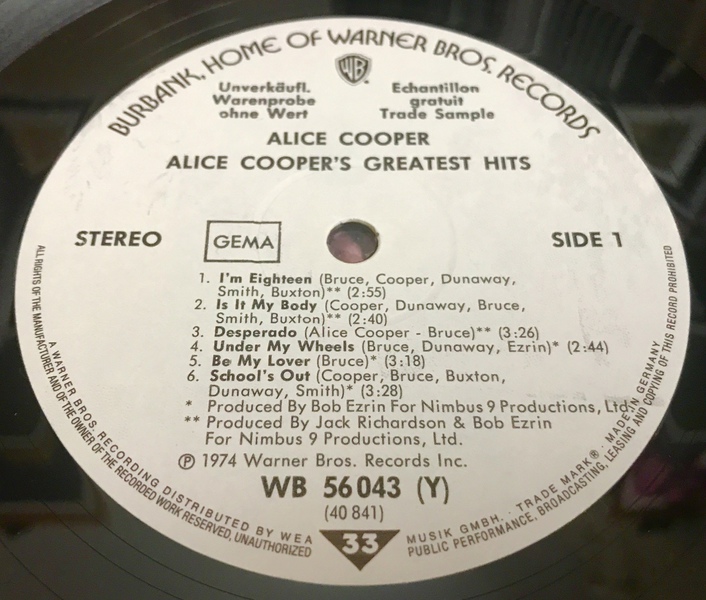 BURBANK, HOME OF WARNER BROS. RECORDS
WB
Unverkäufl.
Warenprobe
ohne Wert
Echantillon
gratuit
Trade Sample
ALICE COOPER
ALICE COOPER'S GREATEST HITS
STEREO
GEMA
SIDE 1
1. I'm Eighteen (Bruce, Cooper, Dunaway,
Smith, Buxton)** (2:55)
2. Is It My Body (Cooper, Dunaway, Bruce,
Smith, Buxton)** (2:40)
3. Desperado (Alice Cooper - Bruce)** (3:26)
4. Under My Wheels (Bruce, Dunaway, Ezrin)* (2:44)
5. Be My Lover (Bruce)* (3:18)
6. School's Out (Cooper, Bruce, Buxton,
Dunaway, Smith)* (3:28)
* Produced By Bob Ezrin For Nimbus 9 Productions, Ltd.
** Produced By Jack Richardson & Bob Ezrin
For Nimbus 9 Productions, Ltd.
℗ 1974 Warner Bros. Records Inc.
WB 56 043 (Y)
(40 841)
33
A WARNER BROS. RECORDING DISTRIBUTED BY WEA MUSIK GMBH. · TRADE MARK® · MADE IN GERMANY
ALL RIGHTS OF THE MANUFACTURER AND OF THE OWNER OF THE RECORDED WORK RESERVED, UNAUTHORIZED PUBLIC PERFORMANCE, BROADCASTING, LEASING AND COPYING OF THIS RECORD PROHIBITED